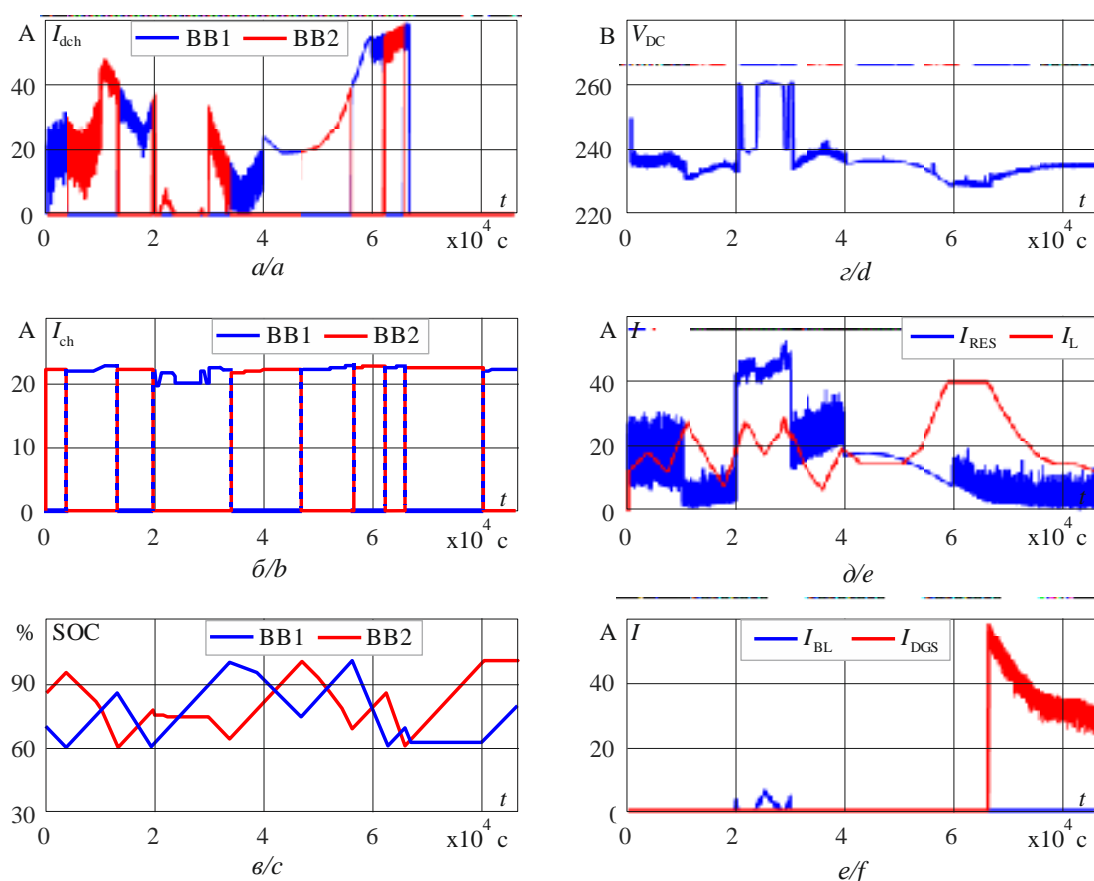 A I_dch BB1 BB2
40
20
0
0 2 4 6 x10^4 c
t
а/a
В V_DC
260
240
220
0 2 4 6 x10^4 c
t
г/d
A I_ch BB1 BB2
20
10
0
0 2 4 6 x10^4 c
t
б/b
A I I_RES I_L
40
20
0
0 2 4 6 x10^4 c
t
д/e
% SOC BB1 BB2
90
60
30
0 2 4 6 x10^4 c
t
в/c
A I I_BL I_DGS
40
20
0
0 2 4 6 x10^4 c
t
е/f